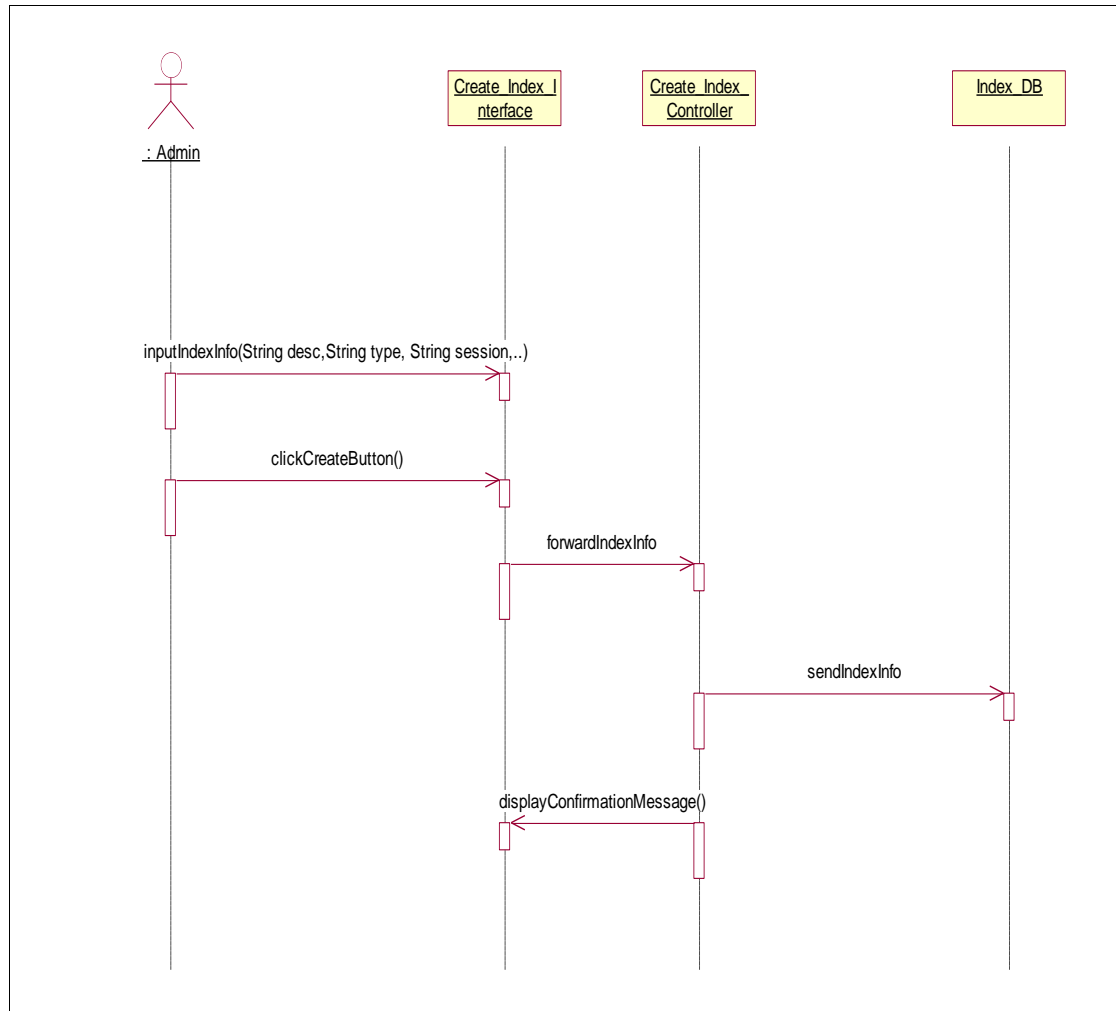 Create_Index_I
nterface
Create_Index_
Controller
Index_DB
: Admin
inputIndexInfo(String desc,String type, String session,..)
clickCreateButton()
forwardIndexInfo
sendIndexInfo
displayConfirmationMessage()